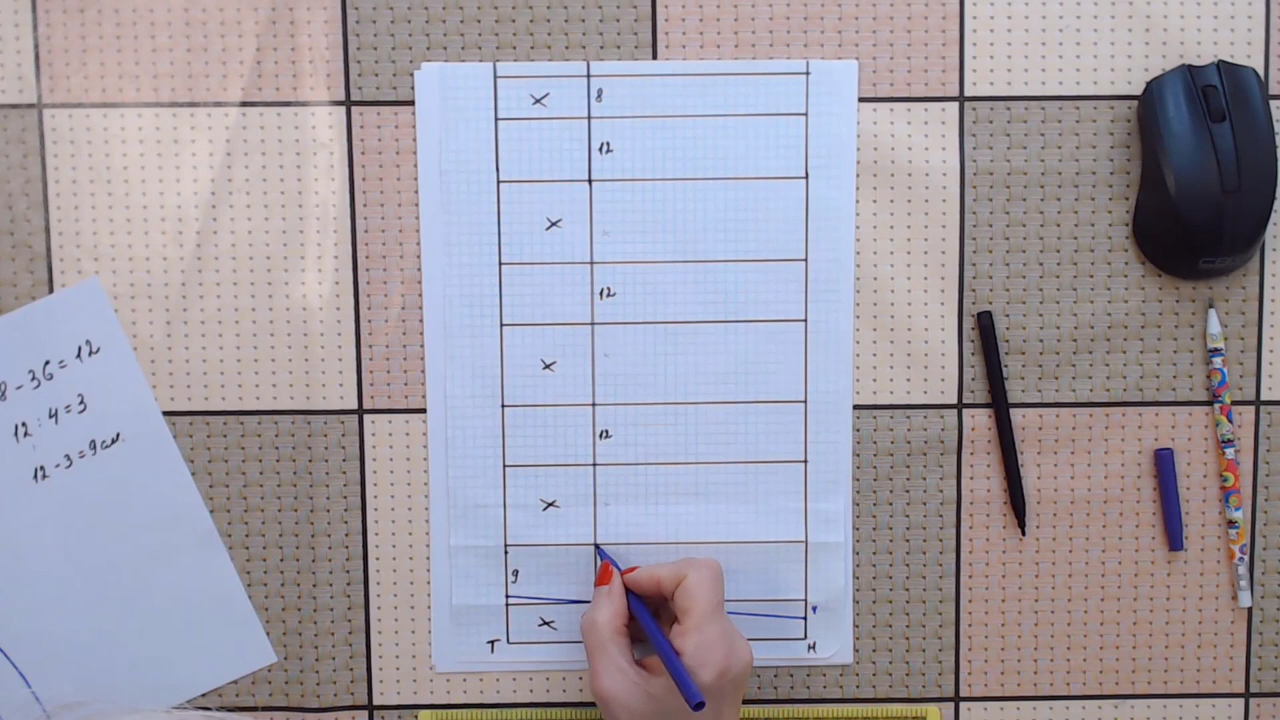 8 - 36 = 12
12 : 4 = 3
12 - 3 = 9 см.
X 8
12
X
12
X
12
X
9
X
Т Н